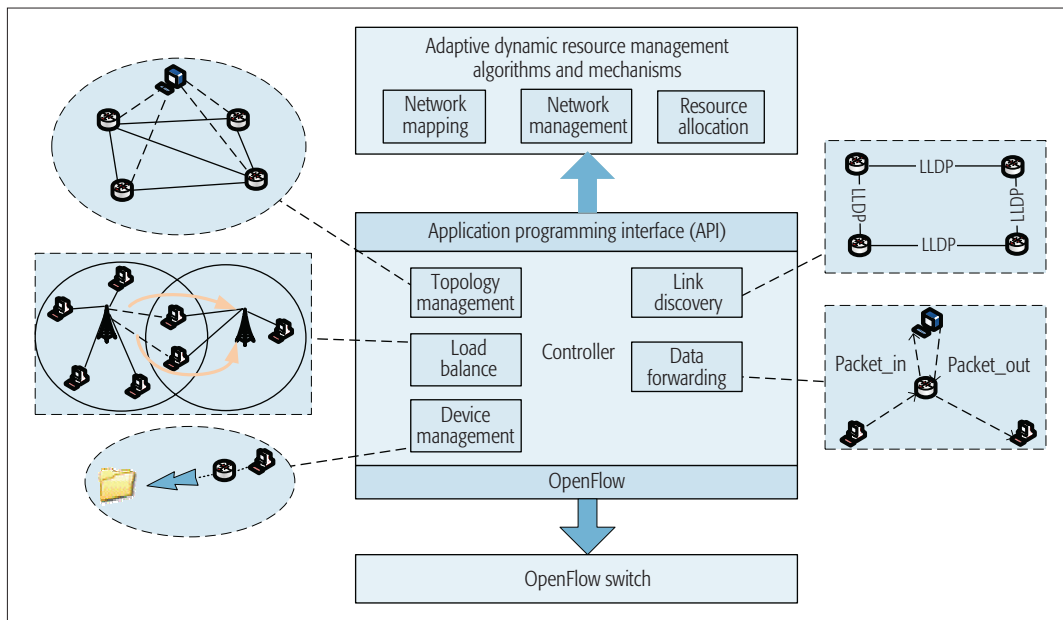 Adaptive dynamic resource management
algorithms and mechanisms
Network
mapping
Network
management
Resource
allocation
Application programming interface (API)
Topology
management
Link
discovery
Load
balance
Controller
Data
forwarding
Device
management
OpenFlow
OpenFlow switch
LLDP
LLDP
LLDP
LLDP
Packet_in
Packet_out